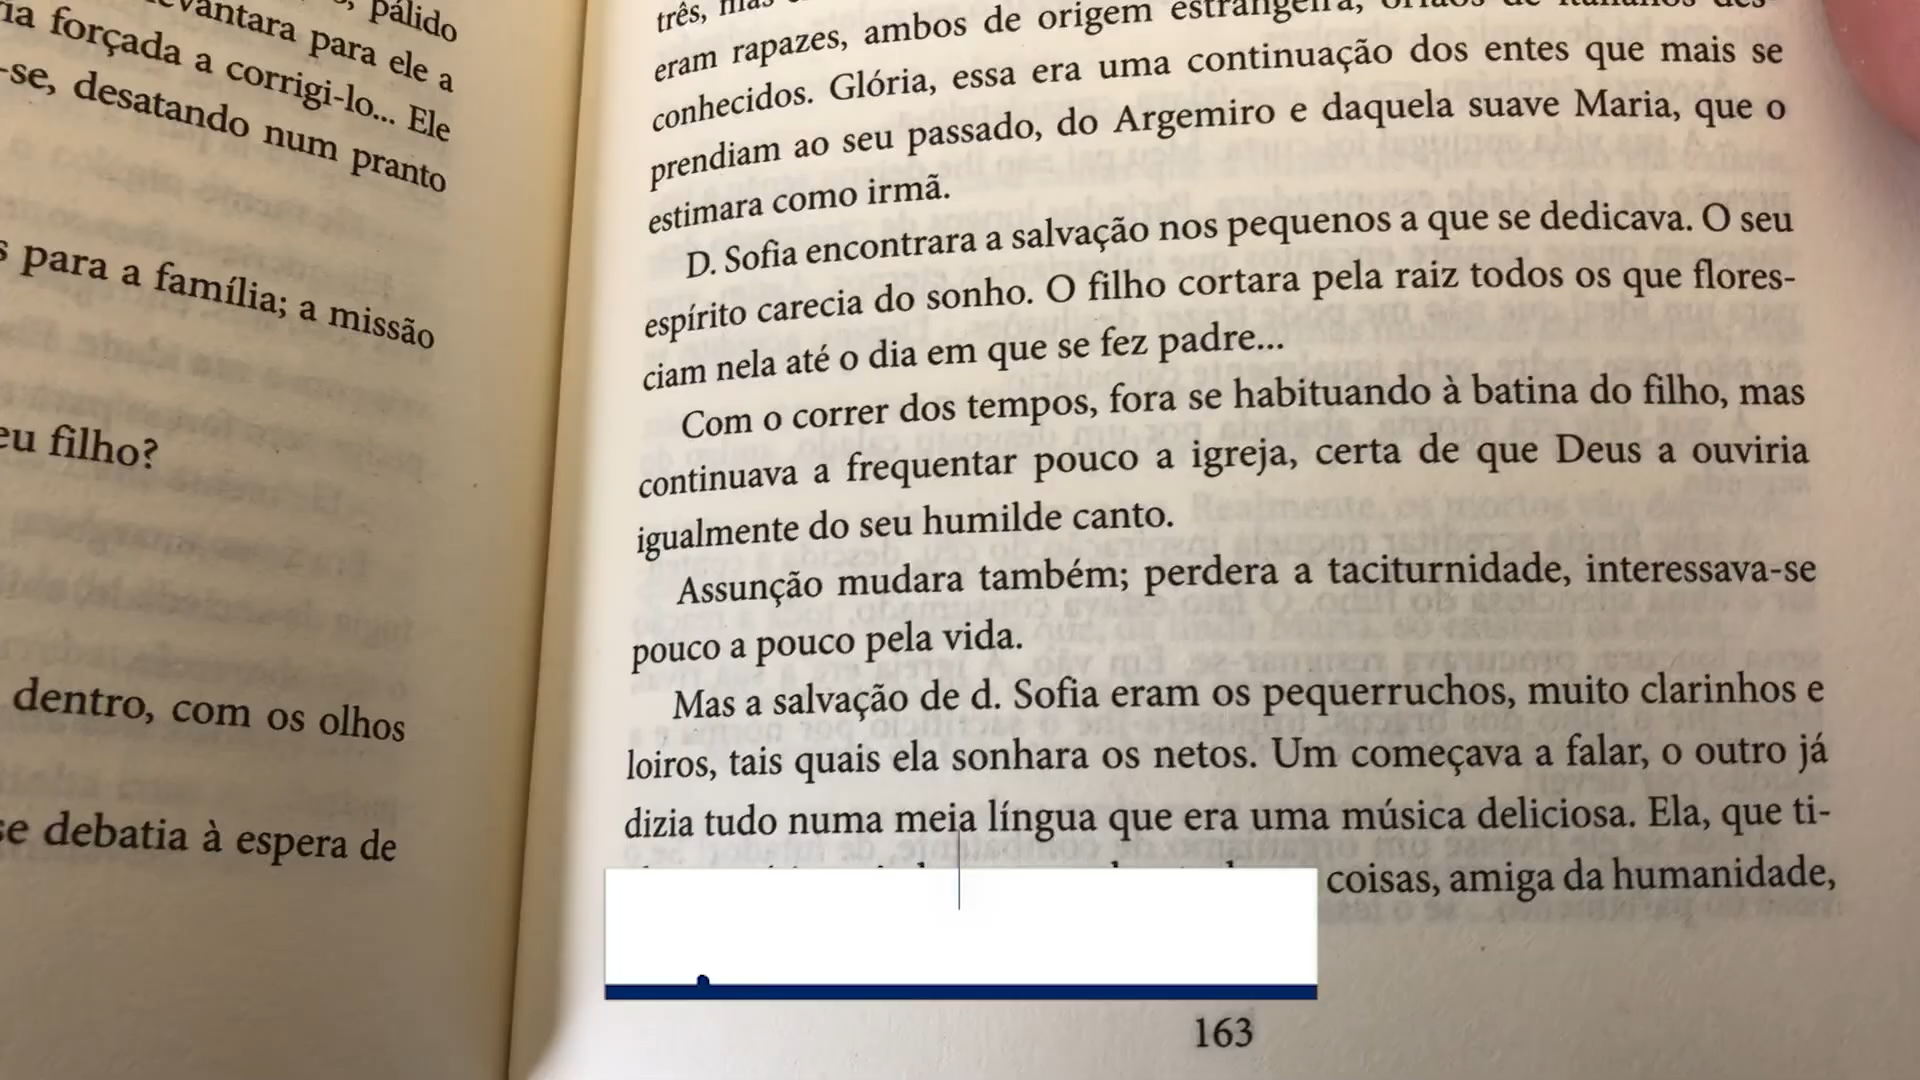 pálido
vantara para ele a
ia forçada a corrigi-lo... Ele
-se, desatando num pranto
s para a família; a missão
eu filho?
dentro, com os olhos
se debatia à espera de
três,
eram rapazes, ambos de origem estrangeira,
conhecidos. Glória, essa era uma continuação dos entes que mais se
prendiam ao seu passado, do Argemiro e daquela suave Maria, que o
estimara como irmã.
D. Sofia encontrara a salvação nos pequenos a que se dedicava. O seu
espírito carecia do sonho. O filho cortara pela raiz todos os que flores-
ciam nela até o dia em que se fez padre...
Com o correr dos tempos, fora se habituando à batina do filho, mas
continuava a frequentar pouco a igreja, certa de que Deus a ouviria
igualmente do seu humilde canto.
Assunção mudara também; perdera a taciturnidade, interessava-se
pouco a pouco pela vida.
Mas a salvação de d. Sofia eram os pequerruchos, muito clarinhos e
loiros, tais quais ela sonhara os netos. Um começava a falar, o outro já
dizia tudo numa meia língua que era uma música deliciosa. Ela, que ti-
coisas, amiga da humanidade,
163